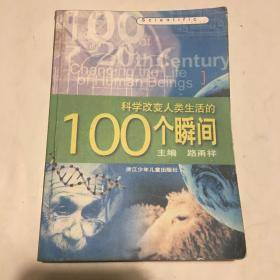 Scientific
100
20th Century
Changing the Life
of Human Beings
1
科学改变人类生活的
100个瞬间
主编 路甬祥
浙江少年儿童出版社